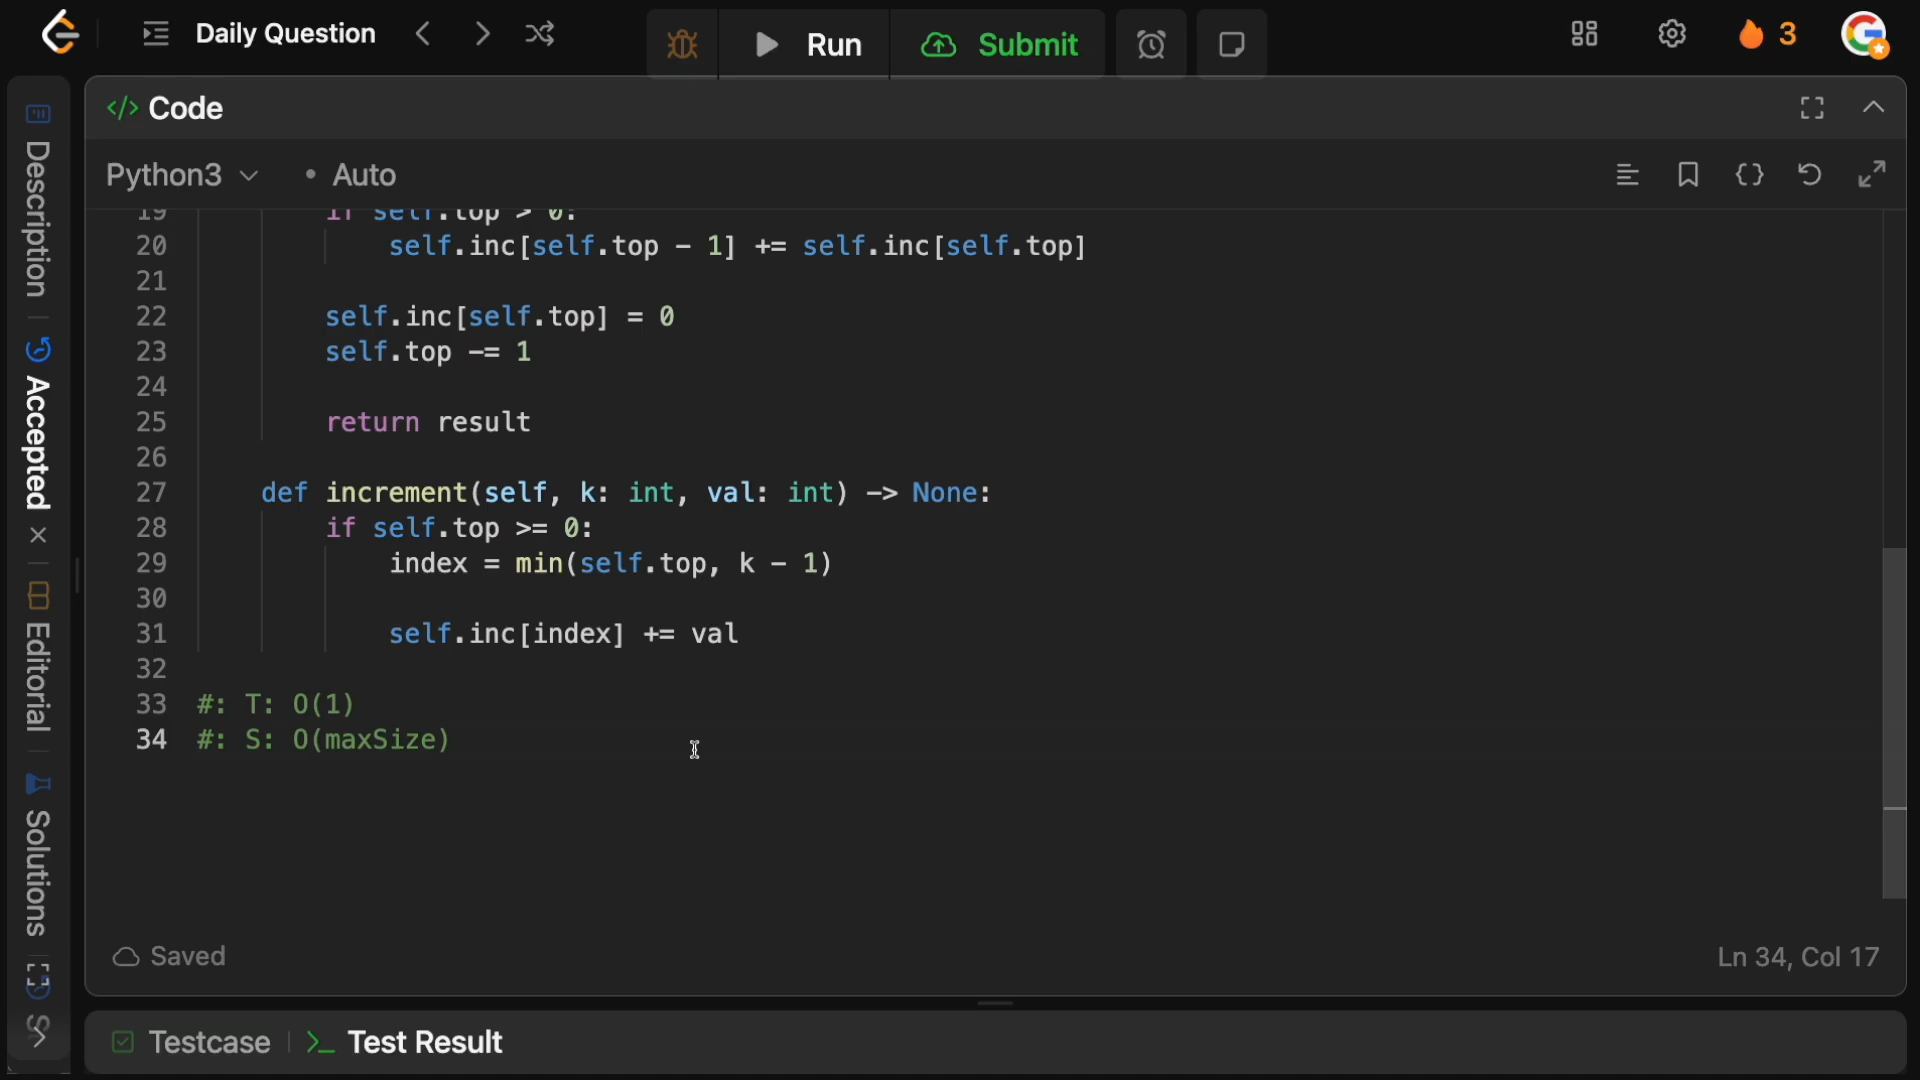 Daily Question
Run
Submit
3
</> Code
Python3
• Auto
Description
Accepted
Editorial
Solutions
19 if self.top > 0:
20 self.inc[self.top - 1] += self.inc[self.top]
21
22 self.inc[self.top] = 0
23 self.top -= 1
24
25 return result
26
27 def increment(self, k: int, val: int) -> None:
28 if self.top >= 0:
29 index = min(self.top, k - 1)
30
31 self.inc[index] += val
32
33 #: T: O(1)
34 #: S: O(maxSize)
Saved
Ln 34, Col 17
Testcase
Test Result